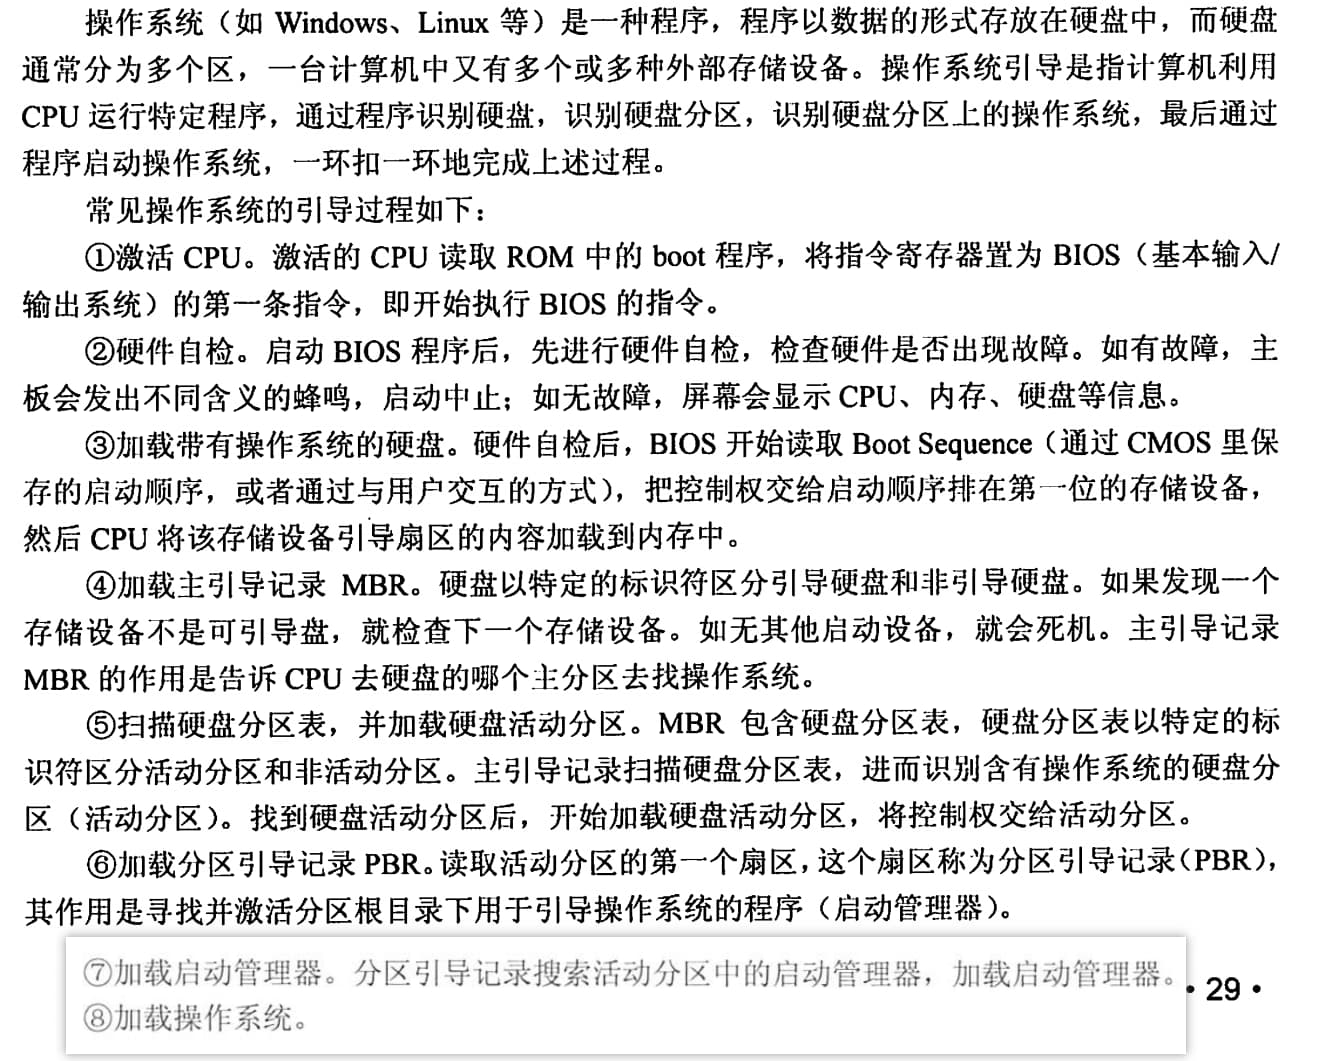 操作系统（如 Windows、Linux 等）是一种程序，程序以数据的形式存放在硬盘中，而硬盘
通常分为多个区，一台计算机中又有多个或多种外部存储设备。操作系统引导是指计算机利用
CPU 运行特定程序，通过程序识别硬盘，识别硬盘分区，识别硬盘分区上的操作系统，最后通过
程序启动操作系统，一环扣一环地完成上述过程。
常见操作系统的引导过程如下：
①激活 CPU。激活的 CPU 读取 ROM 中的 boot 程序，将指令寄存器置为 BIOS（基本输入/
输出系统）的第一条指令，即开始执行 BIOS 的指令。
②硬件自检。启动 BIOS 程序后，先进行硬件自检，检查硬件是否出现故障。如有故障，主
板会发出不同含义的蜂鸣，启动中止；如无故障，屏幕会显示 CPU、内存、硬盘等信息。
③加载带有操作系统的硬盘。硬件自检后，BIOS 开始读取 Boot Sequence（通过 CMOS 里保
存的启动顺序，或者通过与用户交互的方式），把控制权交给启动顺序排在第一位的存储设备，
然后 CPU 将该存储设备引导扇区的内容加载到内存中。
④加载主引导记录 MBR。硬盘以特定的标识符区分引导硬盘和非引导硬盘。如果发现一个
存储设备不是可引导盘，就检查下一个存储设备。如无其他启动设备，就会死机。主引导记录
MBR 的作用是告诉 CPU 去硬盘的哪个主分区去找操作系统。
⑤扫描硬盘分区表，并加载硬盘活动分区。MBR 包含硬盘分区表，硬盘分区表以特定的标
识符区分活动分区和非活动分区。主引导记录扫描硬盘分区表，进而识别含有操作系统的硬盘分
区（活动分区）。找到硬盘活动分区后，开始加载硬盘活动分区，将控制权交给活动分区。
⑥加载分区引导记录 PBR。读取活动分区的第一个扇区，这个扇区称为分区引导记录（PBR），
其作用是寻找并激活分区根目录下用于引导操作系统的程序（启动管理器）。
⑦加载启动管理器。分区引导记录搜索活动分区中的启动管理器，加载启动管理器。
⑧加载操作系统。
• 29 •